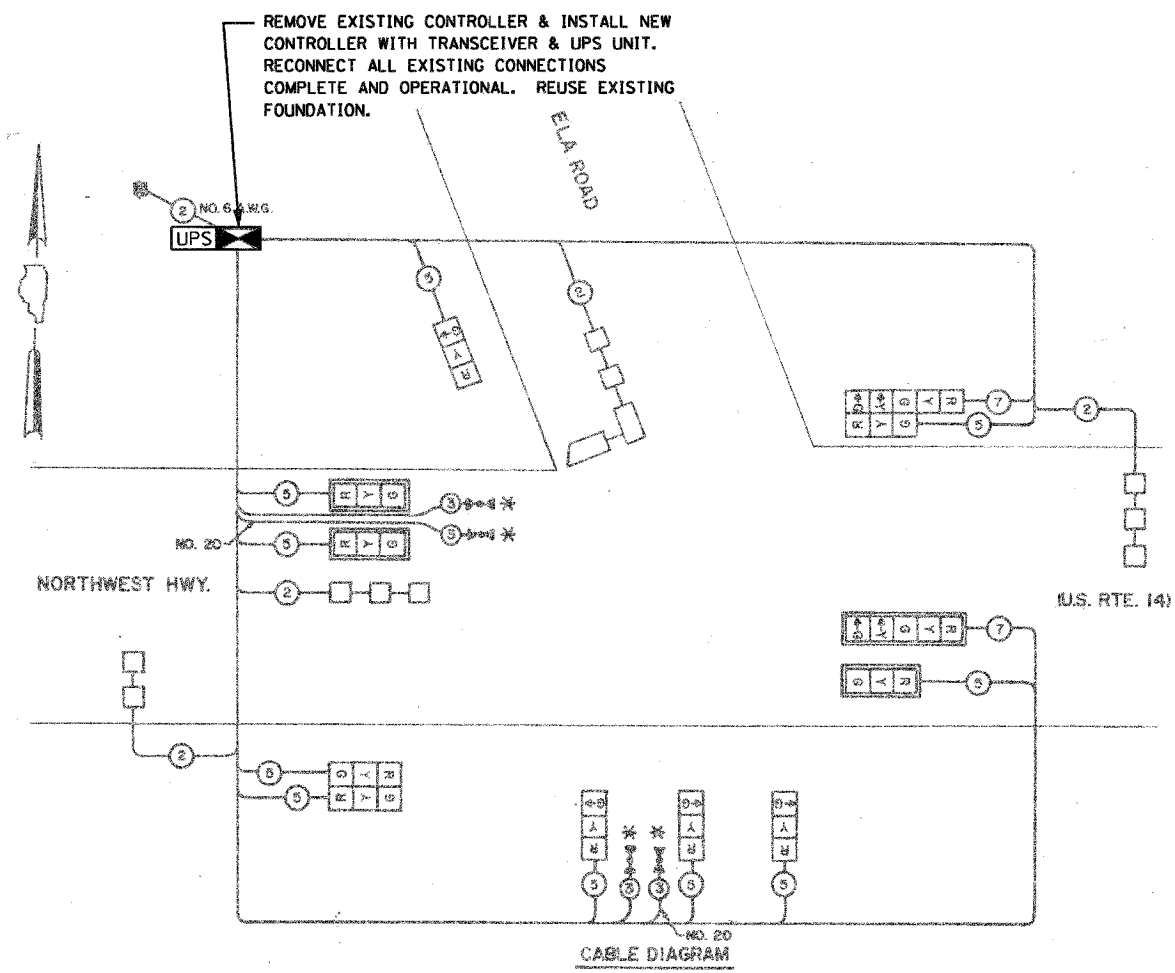 REMOVE EXISTING CONTROLLER & INSTALL NEW
CONTROLLER WITH TRANSCEIVER & UPS UNIT.
RECONNECT ALL EXISTING CONNECTIONS
COMPLETE AND OPERATIONAL. REUSE EXISTING
FOUNDATION.
ELA ROAD
2 NO. 6 A.W.G.
UPS
5
G Y R
2
G Y G Y R 7
R Y G 5
2
5 R Y G
3
NO. 20
3
5 R Y G
NORTHWEST HWY.
2
(U.S. RTE. 14)
G Y G Y R 7
G Y R 5
2
5 G Y R
5 R Y G
G Y R 5
3
3
G Y R 5
G Y R 5
NO. 20
CABLE DIAGRAM